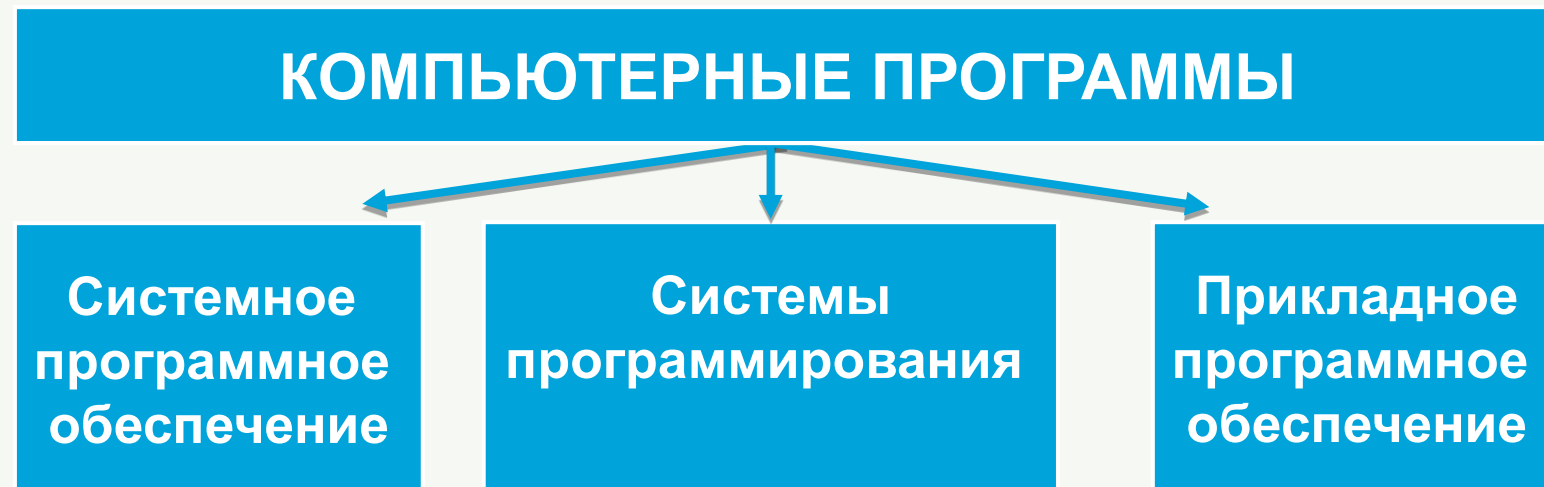 КОМПЬЮТЕРНЫЕ ПРОГРАММЫ
Системное
программное
обеспечение
Системы
программирования
Прикладное
программное
обеспечение